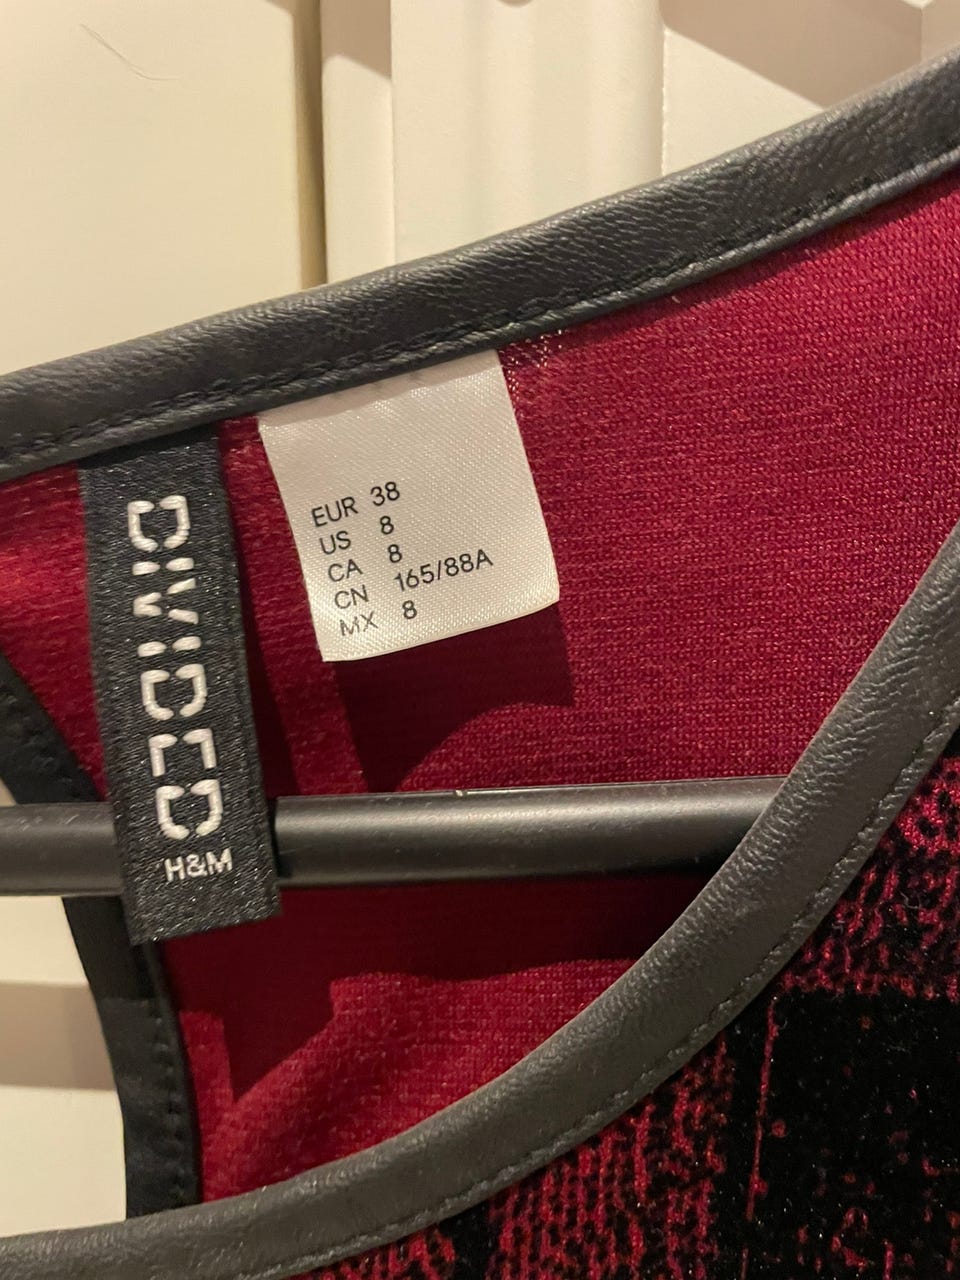 DIVIDED
H&M
EUR 38
US 8
CA 8
CN 165/88A
MX 8